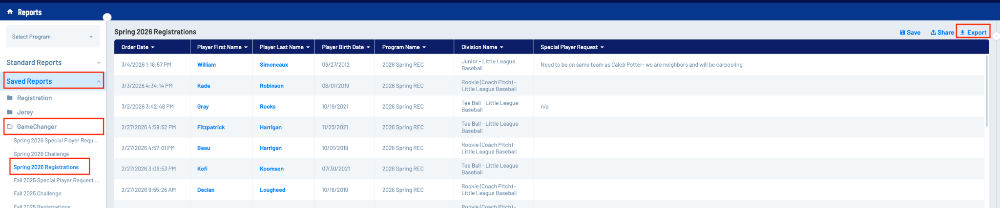 Reports
Select Program
Standard Reports
Saved Reports
Registration
Jerey
GameChanger
Spring 2026 Special Player Requ...
Spring 2026 Challenge
Spring 2026 Registrations
Fall 2025 Special Player Request ...
Fall 2025 Challenge
Fall 2025 Registrations
Spring 2026 Registrations
Save Share Export
Order Date Player First Name Player Last Name Player Birth Date Program Name Division Name Special Player Request
3/4/2026 1:18:57 PM William Simoneaux 09/27/2012 2026 Spring REC Junior - Little League Baseball Need to be on same team as Caleb Potter- we are neighbors and will be carpooling
3/3/2026 4:34:14 PM Kade Robinson 08/01/2019 2026 Spring REC Rookie (Coach Pitch) - Little League Baseball
3/2/2026 3:42:48 PM Gray Rooks 10/19/2021 2026 Spring REC Tee Ball - Little League Baseball n/a
2/27/2026 4:59:52 PM Fitzpatrick Harrigan 11/23/2021 2026 Spring REC Tee Ball - Little League Baseball
2/27/2026 4:57:01 PM Beau Harrigan 10/01/2019 2026 Spring REC Rookie (Coach Pitch) - Little League Baseball
2/27/2026 3:06:53 PM Kofi Koomson 07/30/2021 2026 Spring REC Tee Ball - Little League Baseball
2/27/2026 9:55:26 AM Declan Lougheed 10/16/2019 2026 Spring REC Rookie (Coach Pitch) - Little League Baseball
Rookie (Coach Pitch) -